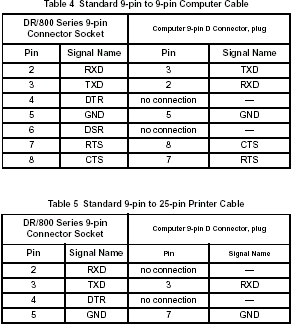 Table 4 Standard 9-pin to 9-pin Computer Cable
DR/800 Series 9-pin Connector Socket Computer 9-pin D Connector, plug
Pin Signal Name Pin Signal Name
2 RXD 3 TXD
3 TXD 2 RXD
4 DTR no connection —
5 GND 5 GND
6 DSR no connection —
7 RTS 8 CTS
8 CTS 7 RTS
Table 5 Standard 9-pin to 25-pin Printer Cable
DR/800 Series 9-pin Connector Socket Computer 9-pin D Connector, plug
Pin Signal Name Pin Signal Name
2 RXD no connection —
3 TXD 3 RXD
4 DTR no connection —
5 GND 7 GND